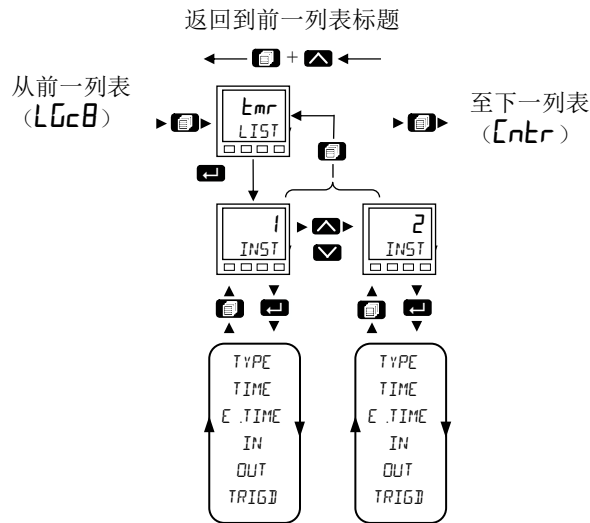 返回到前一列表标题
+
从前一列表
（LGc8）
tmr
LIST
至下一列表
（Cntr）
1
INST
2
INST
TYPE
TIME
E.TIME
IN
OUT
TRIGD
TYPE
TIME
E.TIME
IN
OUT
TRIGD